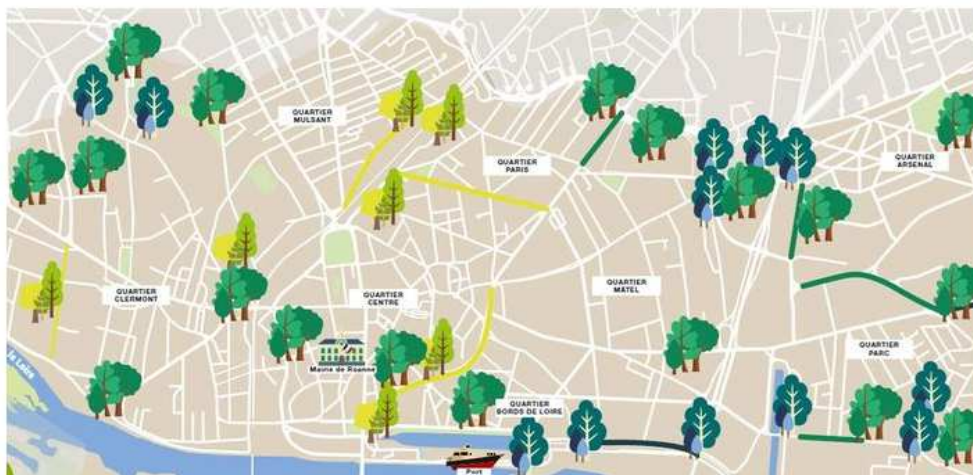 QUARTIER
MULSANT
QUARTIER
PARIS
QUARTIER
ARSENAL
QUARTIER
CLERMONT
QUARTIER
CENTRE
QUARTIER
MÂTEL
la Loire
Mairie de Roanne
QUARTIER
PARC
QUARTIER
BORDS DE LOIRE
Port